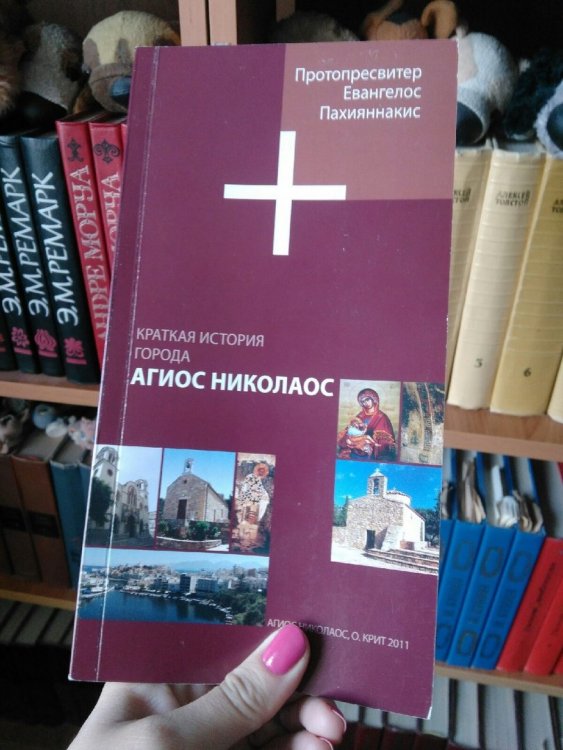 Протопресвитер
Евангелос
Пахияннакис
КРАТКАЯ ИСТОРИЯ
ГОРОДА
АГИОС НИКОЛАОС
АГИОС НИКОЛАОС, О. КРИТ 2011
Э.М.РЕМАРК
Э.М.РЕМАРК
Э.М.РЕМАРК
АНДРЕ МОРУА
МОРУА
АЛЕКСЕЙ
ТОЛСТОЙ
АЛЕКСЕЙ
ТОЛСТОЙ
5
6